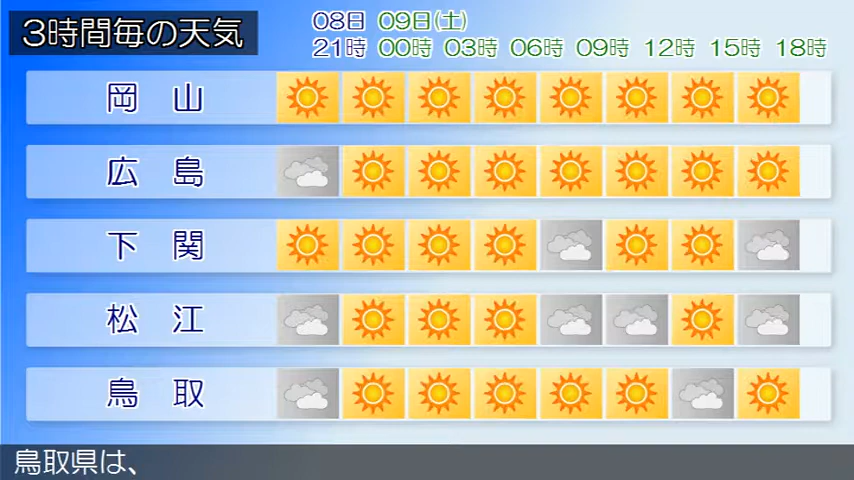 3時間毎の天気
08日 09日(土)
21時 00時 03時 06時 09時 12時 15時 18時
岡山
広島
下関
松江
鳥取
鳥取県は、